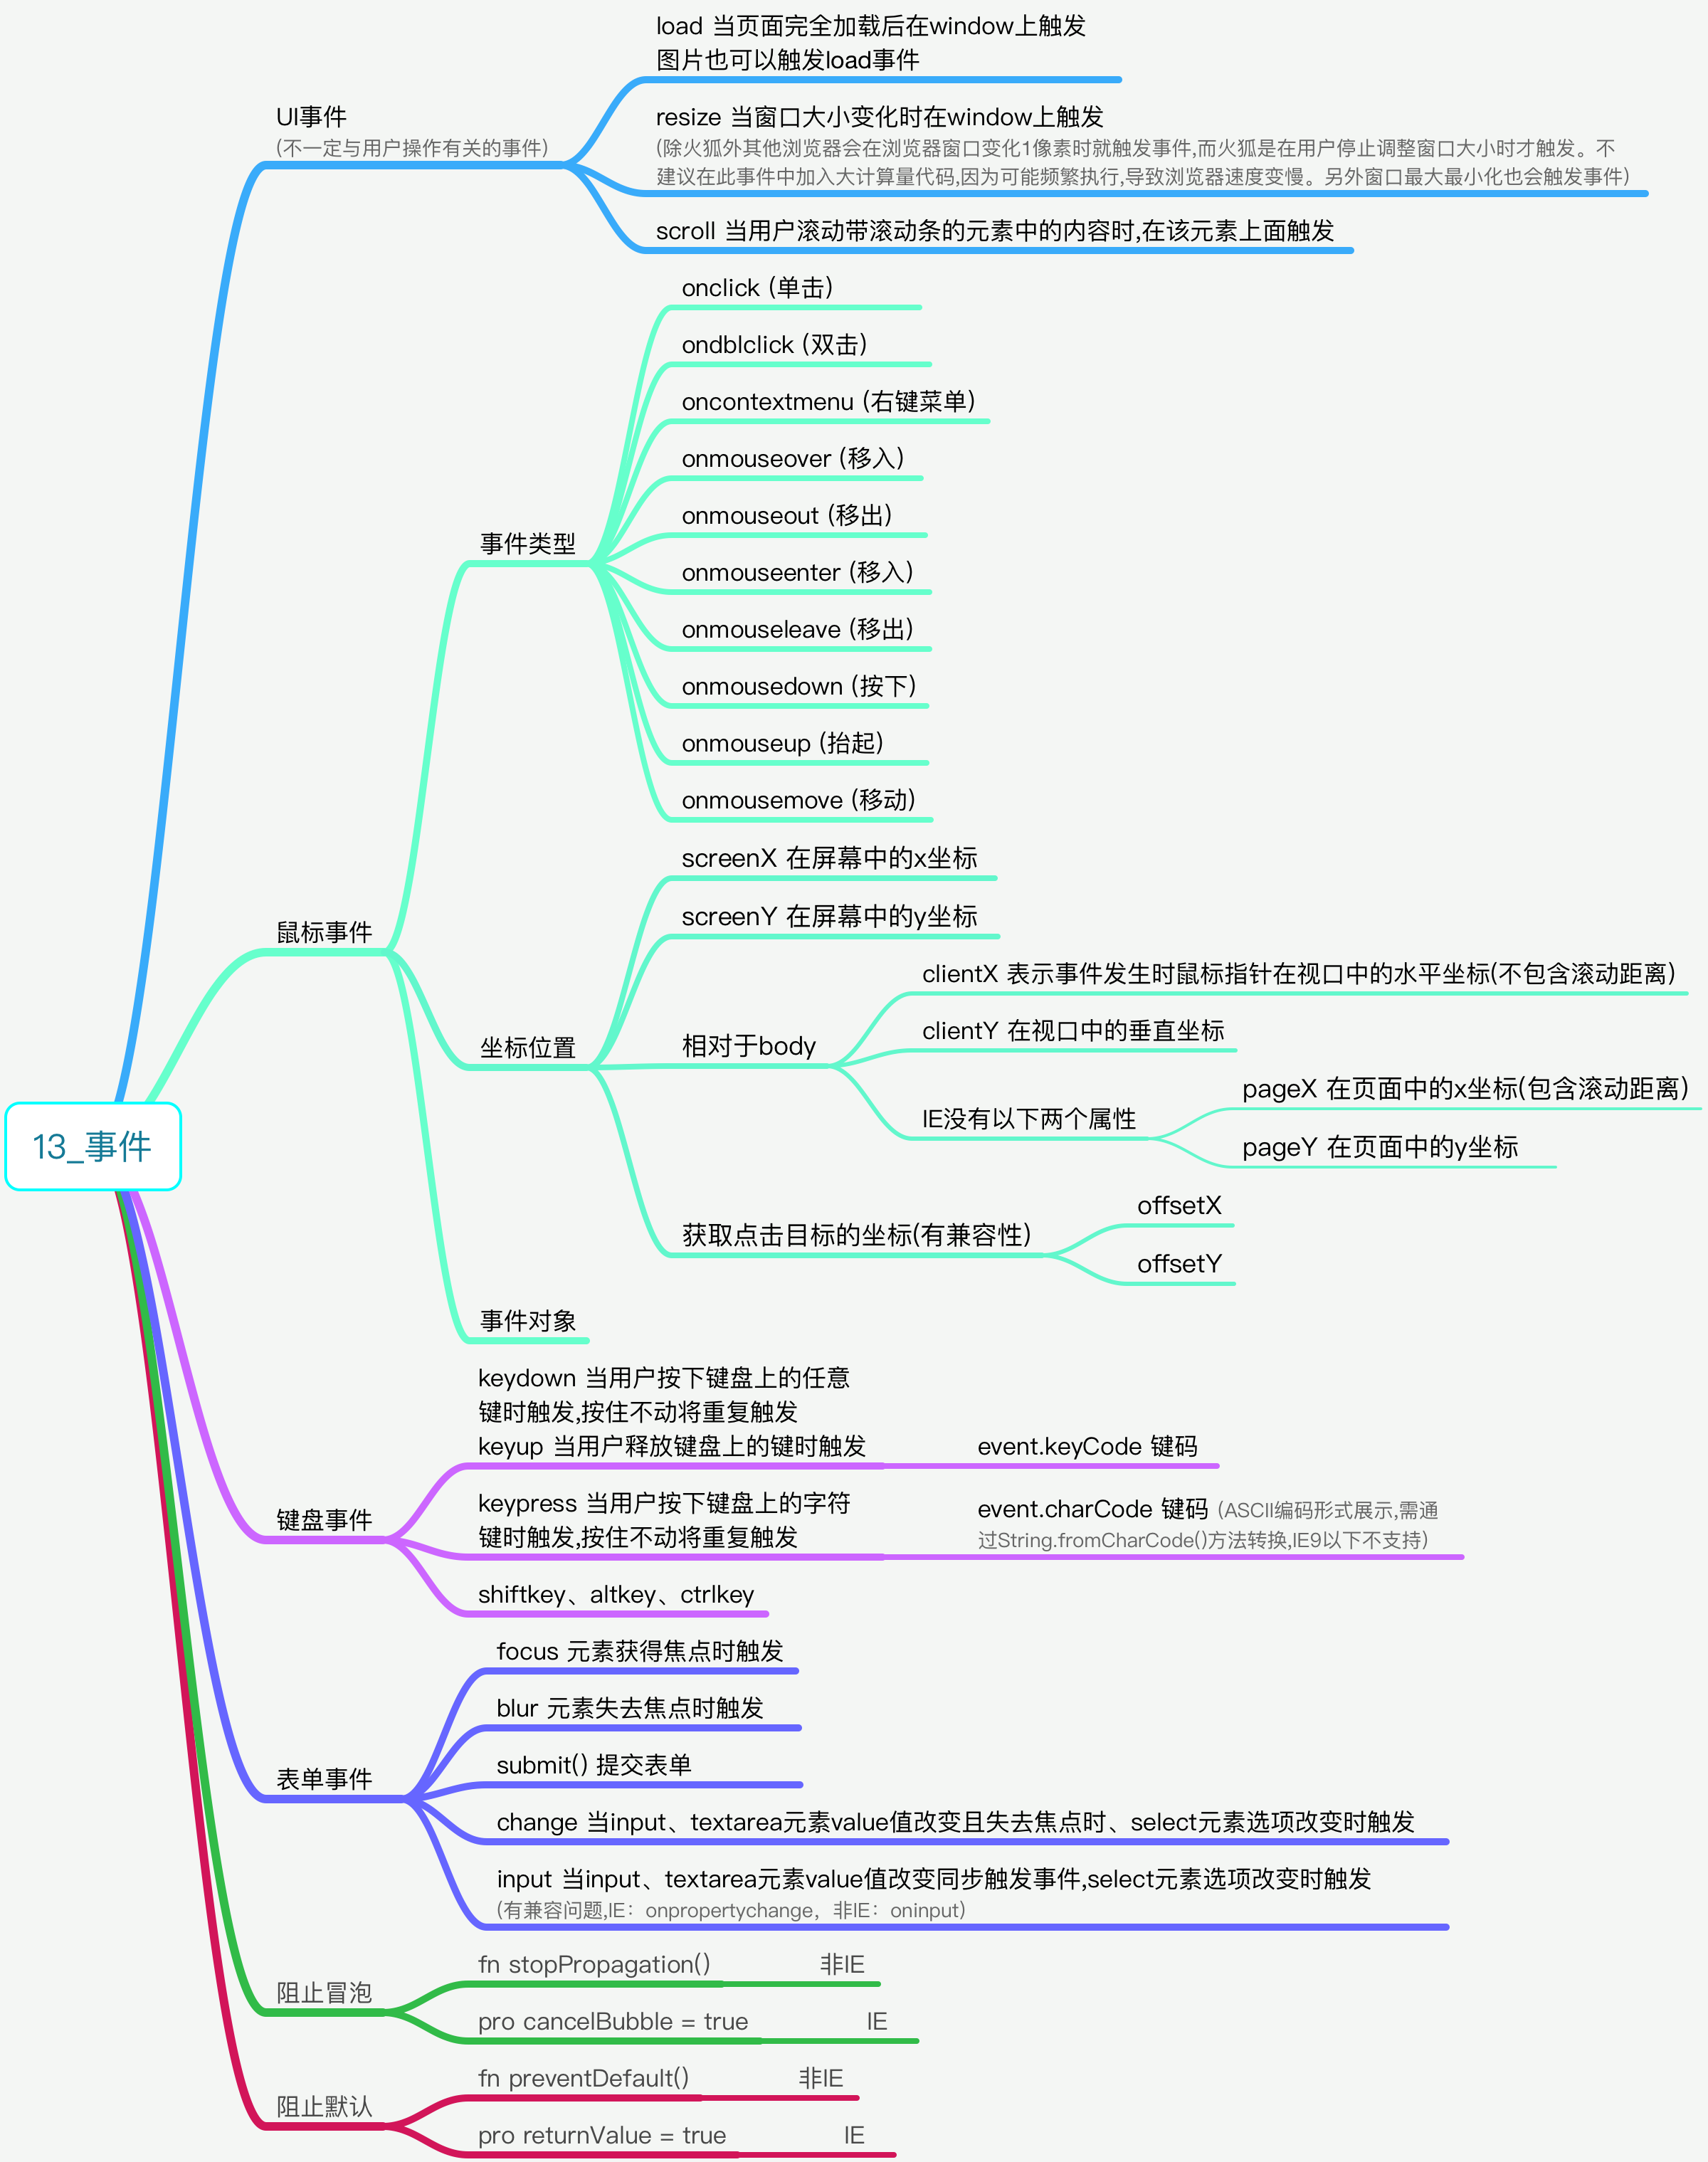 13_事件
UI事件
(不一定与用户操作有关的事件)
load 当页面完全加载后在window上触发
图片也可以触发load事件
resize 当窗口大小变化时在window上触发
(除火狐外其他浏览器会在浏览器窗口变化1像素时就触发事件,而火狐是在用户停止调整窗口大小时才触发。不
建议在此事件中加入大计算量代码,因为可能频繁执行,导致浏览器速度变慢。另外窗口最大最小化也会触发事件)
scroll 当用户滚动带滚动条的元素中的内容时,在该元素上面触发
鼠标事件
事件类型
onclick (单击)
ondblclick (双击)
oncontextmenu (右键菜单)
onmouseover (移入)
onmouseout (移出)
onmouseenter (移入)
onmouseleave (移出)
onmousedown (按下)
onmouseup (抬起)
onmousemove (移动)
坐标位置
screenX 在屏幕中的x坐标
screenY 在屏幕中的y坐标
相对于body
clientX 表示事件发生时鼠标指针在视口中的水平坐标(不包含滚动距离)
clientY 在视口中的垂直坐标
IE没有以下两个属性
pageX 在页面中的x坐标(包含滚动距离)
pageY 在页面中的y坐标
获取点击目标的坐标(有兼容性)
offsetX
offsetY
事件对象
键盘事件
keydown 当用户按下键盘上的任意
键时触发,按住不动将重复触发
keyup 当用户释放键盘上的键时触发
event.keyCode 键码
keypress 当用户按下键盘上的字符
键时触发,按住不动将重复触发
event.charCode 键码 (ASCII编码形式展示,需通
过String.fromCharCode()方法转换,IE9以下不支持)
shiftkey、altkey、ctrlkey
表单事件
focus 元素获得焦点时触发
blur 元素失去焦点时触发
submit() 提交表单
change 当input、textarea元素value值改变且失去焦点时、select元素选项改变时触发
input 当input、textarea元素value值改变同步触发事件,select元素选项改变时触发
(有兼容问题,IE：onpropertychange，非IE：oninput)
阻止冒泡
fn stopPropagation() 非IE
pro cancelBubble = true IE
阻止默认
fn preventDefault() 非IE
pro returnValue = true IE